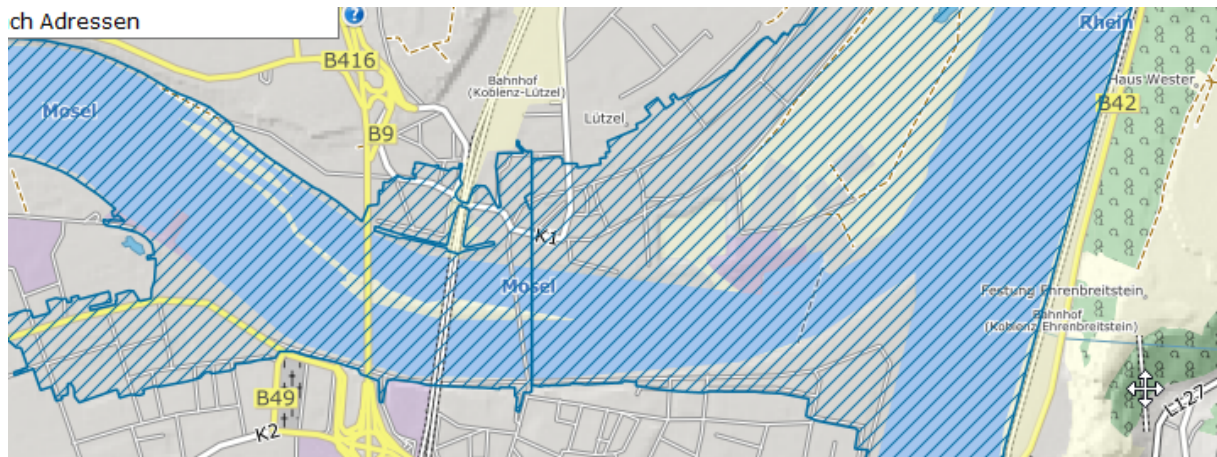 ch Adressen
?
Rhein
B416
Bahnhof
(Koblenz-Lützel)
Haus Wester
Mosel
B42
Lützel
B9
K1
Mosel
Festung Ehrenbreitstein
Bahnhof
(Koblenz Ehrenbreitstein)
B49
L127
K2